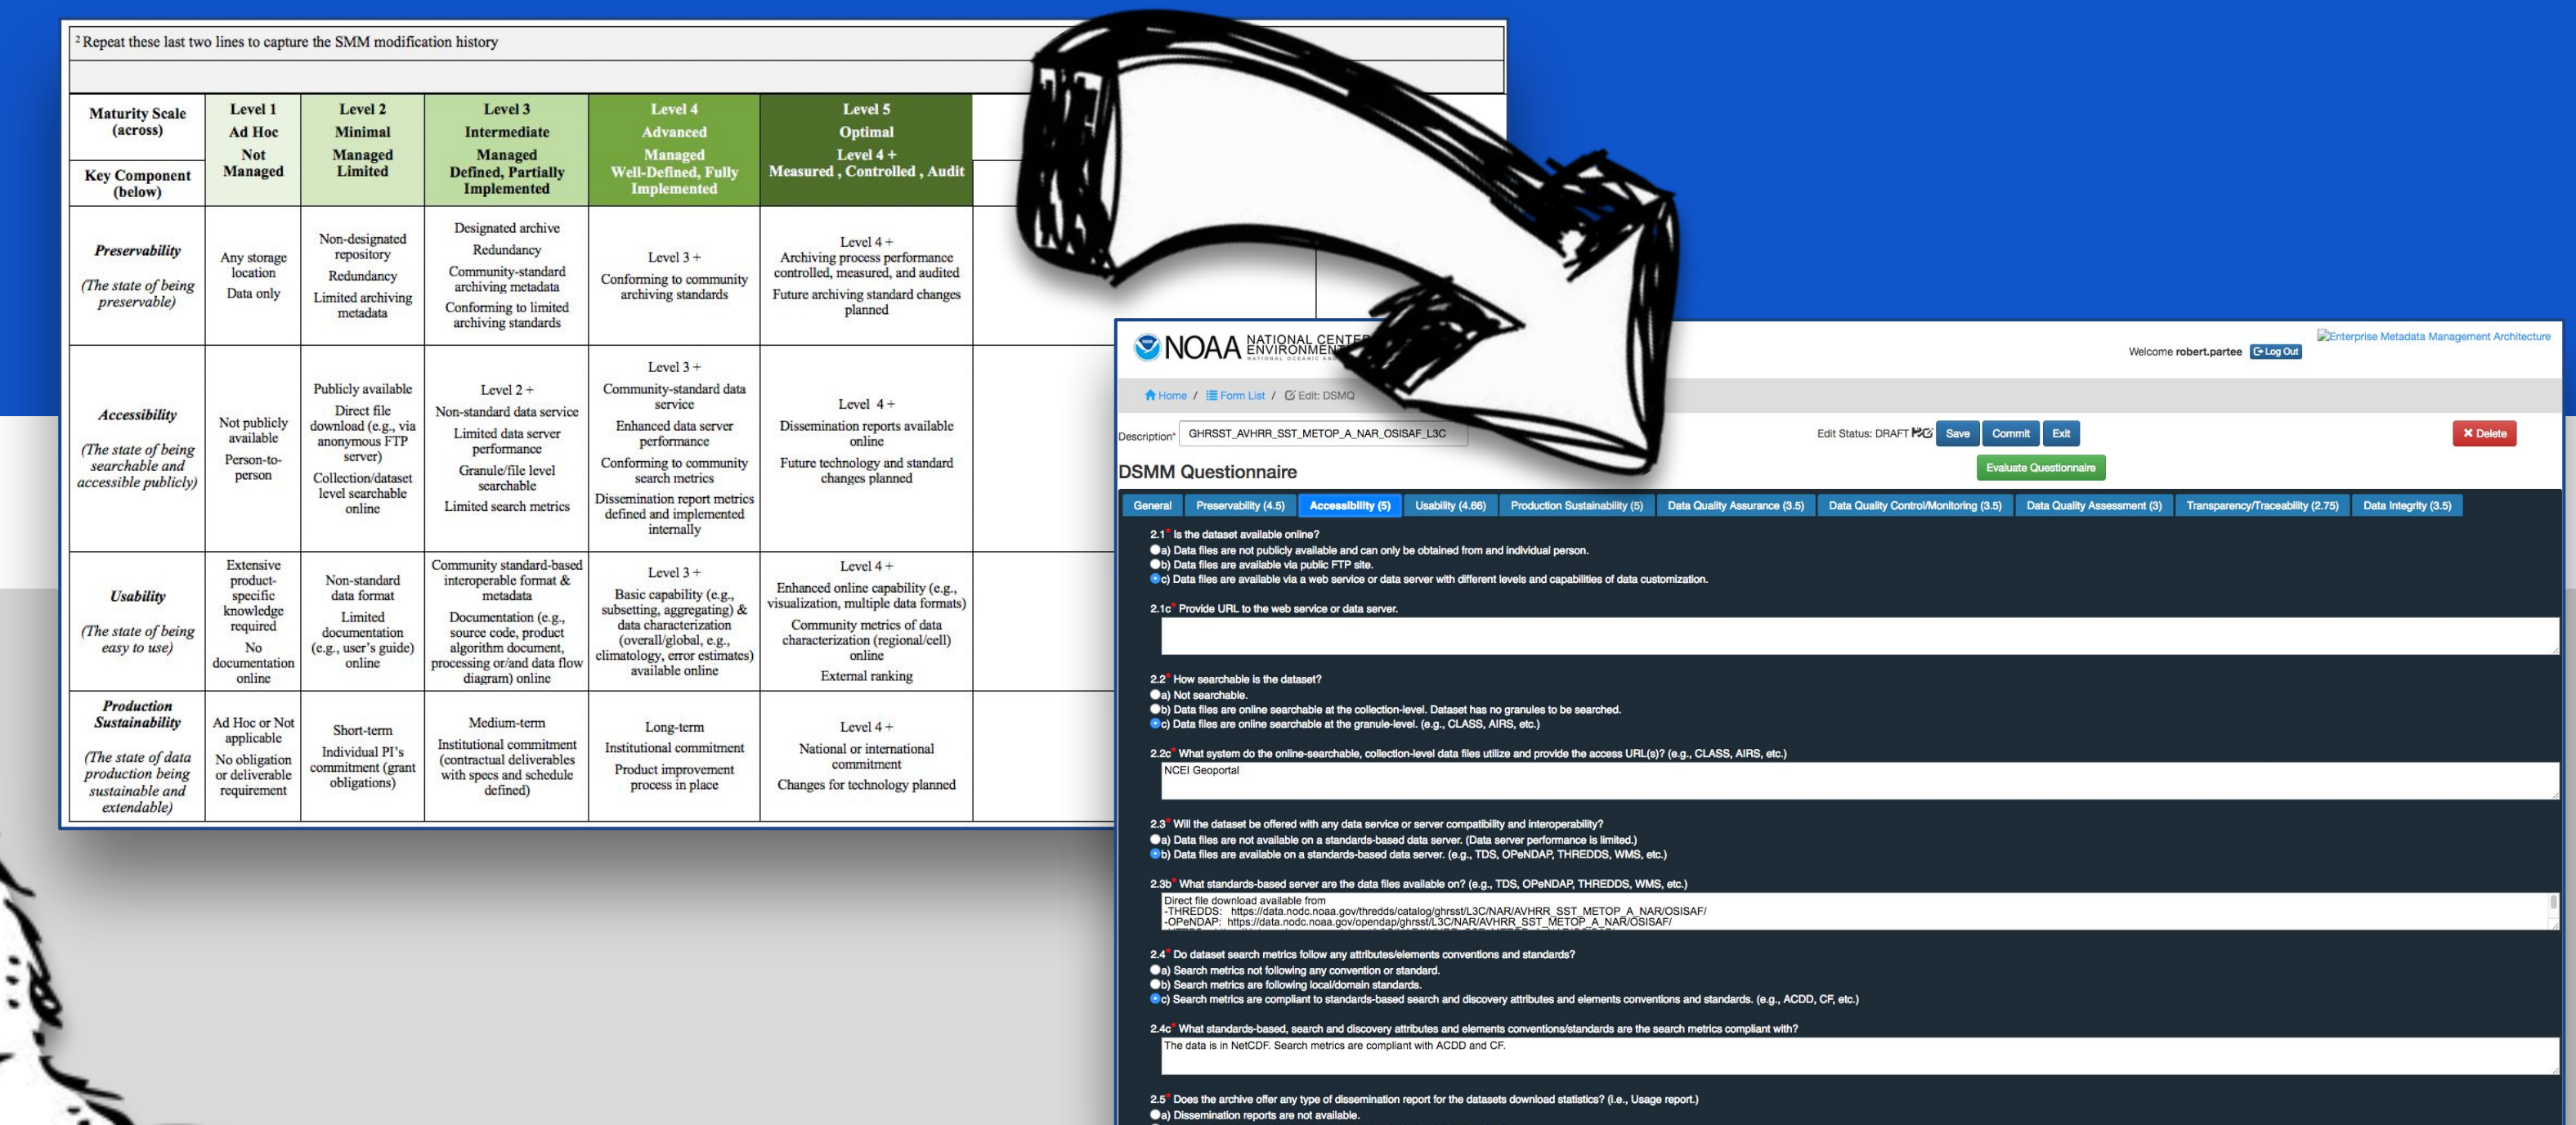 ² Repeat these last two lines to capture the SMM modification history
Maturity Scale
(across)
Key Component
(below)
Level 1
Ad Hoc
Not
Managed
Level 2
Minimal
Managed
Limited
Level 3
Intermediate
Managed
Defined, Partially
Implemented
Level 4
Advanced
Managed
Well-Defined, Fully
Implemented
Level 5
Optimal
Level 4 +
Measured , Controlled , Audit
Preservability
(The state of being
preservable)
Any storage
location
Data only
Non-designated
repository
Redundancy
Limited archiving
metadata
Designated archive
Redundancy
Community-standard
archiving metadata
Conforming to limited
archiving standards
Level 3 +
Conforming to community
archiving standards
Level 4 +
Archiving process performance
controlled, measured, and audited
Future archiving standard changes
planned
Accessibility
(The state of being
searchable and
accessible publicly)
Not publicly
available
Person-to-
person
Publicly available
Direct file
download (e.g., via
anonymous FTP
server)
Collection/dataset
level searchable
online
Level 2 +
Non-standard data service
Limited data server
performance
Granule/file level
searchable
Limited search metrics
Level 3 +
Community-standard data
service
Enhanced data server
performance
Conforming to community
search metrics
Dissemination report metrics
defined and implemented
internally
Level 4 +
Dissemination reports available
online
Future technology and standard
changes planned
Usability
(The state of being
easy to use)
Extensive
product-
specific
knowledge
required
No
documentation
online
Non-standard
data format
Limited
documentation
(e.g., user's guide)
online
Community standard-based
interoperable format &
metadata
Documentation (e.g.,
source code, product
algorithm document,
processing or/and data flow
diagram) online
Level 3 +
Basic capability (e.g.,
subsetting, aggregating) &
data characterization
(overall/global, e.g.,
climatology, error estimates)
available online
Level 4 +
Enhanced online capability (e.g.,
visualization, multiple data formats)
Community metrics of data
characterization (regional/cell)
online
External ranking
Production
Sustainability
(The state of data
production being
sustainable and
extendable)
Ad Hoc or Not
applicable
No obligation
or deliverable
requirement
Short-term
Individual PI's
commitment (grant
obligations)
Medium-term
Institutional commitment
(contractual deliverables
with specs and schedule
defined)
Long-term
Institutional commitment
Product improvement
process in place
Level 4 +
National or international
commitment
Changes for technology planned
NOAA NATIONAL
Welcome robert.partee Log Out
Enterprise Metadata Management Architecture
Home / Form List / Edit: DSMQ
Description* GHRSST_AVHRR_SST_METOP_A_NAR_OSISAF_L3C
Edit Status: DRAFT Save Commit Exit
Delete
DSMM Questionnaire
Evaluate Questionnaire
General Preservability (4.5) Accessibility (5) Usability (4.66) Production Sustainability (5) Data Quality Assurance (3.5) Data Quality Control/Monitoring (3.5) Data Quality Assessment (3) Transparency/Traceability (2.75) Data Integrity (3.5)
2.1* Is the dataset available online?
a) Data files are not publicly available and can only be obtained from and individual person.
b) Data files are available via public FTP site.
c) Data files are available via a web service or data server with different levels and capabilities of data customization.
2.1c* Provide URL to the web service or data server.
2.2* How searchable is the dataset?
a) Not searchable.
b) Data files are online searchable at the collection-level. Dataset has no granules to be searched.
c) Data files are online searchable at the granule-level. (e.g., CLASS, AIRS, etc.)
2.2c* What system do the online-searchable, collection-level data files utilize and provide the access URL(s)? (e.g., CLASS, AIRS, etc.)
NCEI Geoportal
2.3* Will the dataset be offered with any data service or server compatibility and interoperability?
a) Data files are not available on a standards-based data server. (Data server performance is limited.)
b) Data files are available on a standards-based data server. (e.g., TDS, OPeNDAP, THREDDS, WMS, etc.)
2.3b* What standards-based server are the data files available on? (e.g., TDS, OPeNDAP, THREDDS, WMS, etc.)
Direct file download available from
-THREDDS: https://data.nodc.noaa.gov/thredds/catalog/ghrsst/L3C/NAR/AVHRR_SST_METOP_A_NAR/OSISAF/
-OPeNDAP: https://data.nodc.noaa.gov/opendap/ghrsst/L3C/NAR/AVHRR_SST_METOP_A_NAR/OSISAF/
2.4* Do dataset search metrics follow any attributes/elements conventions and standards?
a) Search metrics not following any convention or standard.
b) Search metrics are following local/domain standards.
c) Search metrics are compliant to standards-based search and discovery attributes and elements conventions and standards. (e.g., ACDD, CF, etc.)
2.4c* What standards-based, search and discovery attributes and elements conventions/standards are the search metrics compliant with?
The data is in NetCDF. Search metrics are compliant with ACDD and CF.
2.5* Does the archive offer any type of dissemination report for the datasets download statistics? (i.e., Usage report.)
a) Dissemination reports are not available.